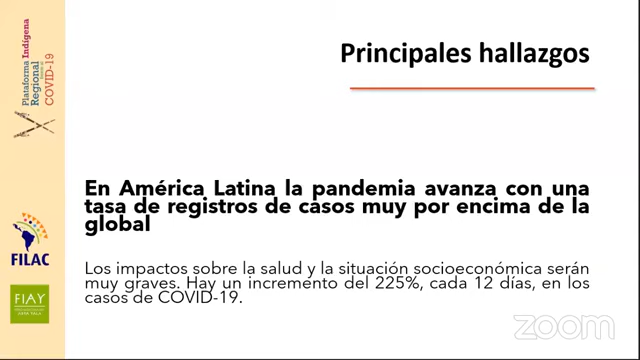 Principales hallazgos
Plataforma Indígena
Regional
COVID-19
En América Latina la pandemia avanza con una
tasa de registros de casos muy por encima de la
global
Los impactos sobre la salud y la situación socioeconómica serán
muy graves. Hay un incremento del 225%, cada 12 días, en los
casos de COVID-19.
FILAC
FIAY
zoom